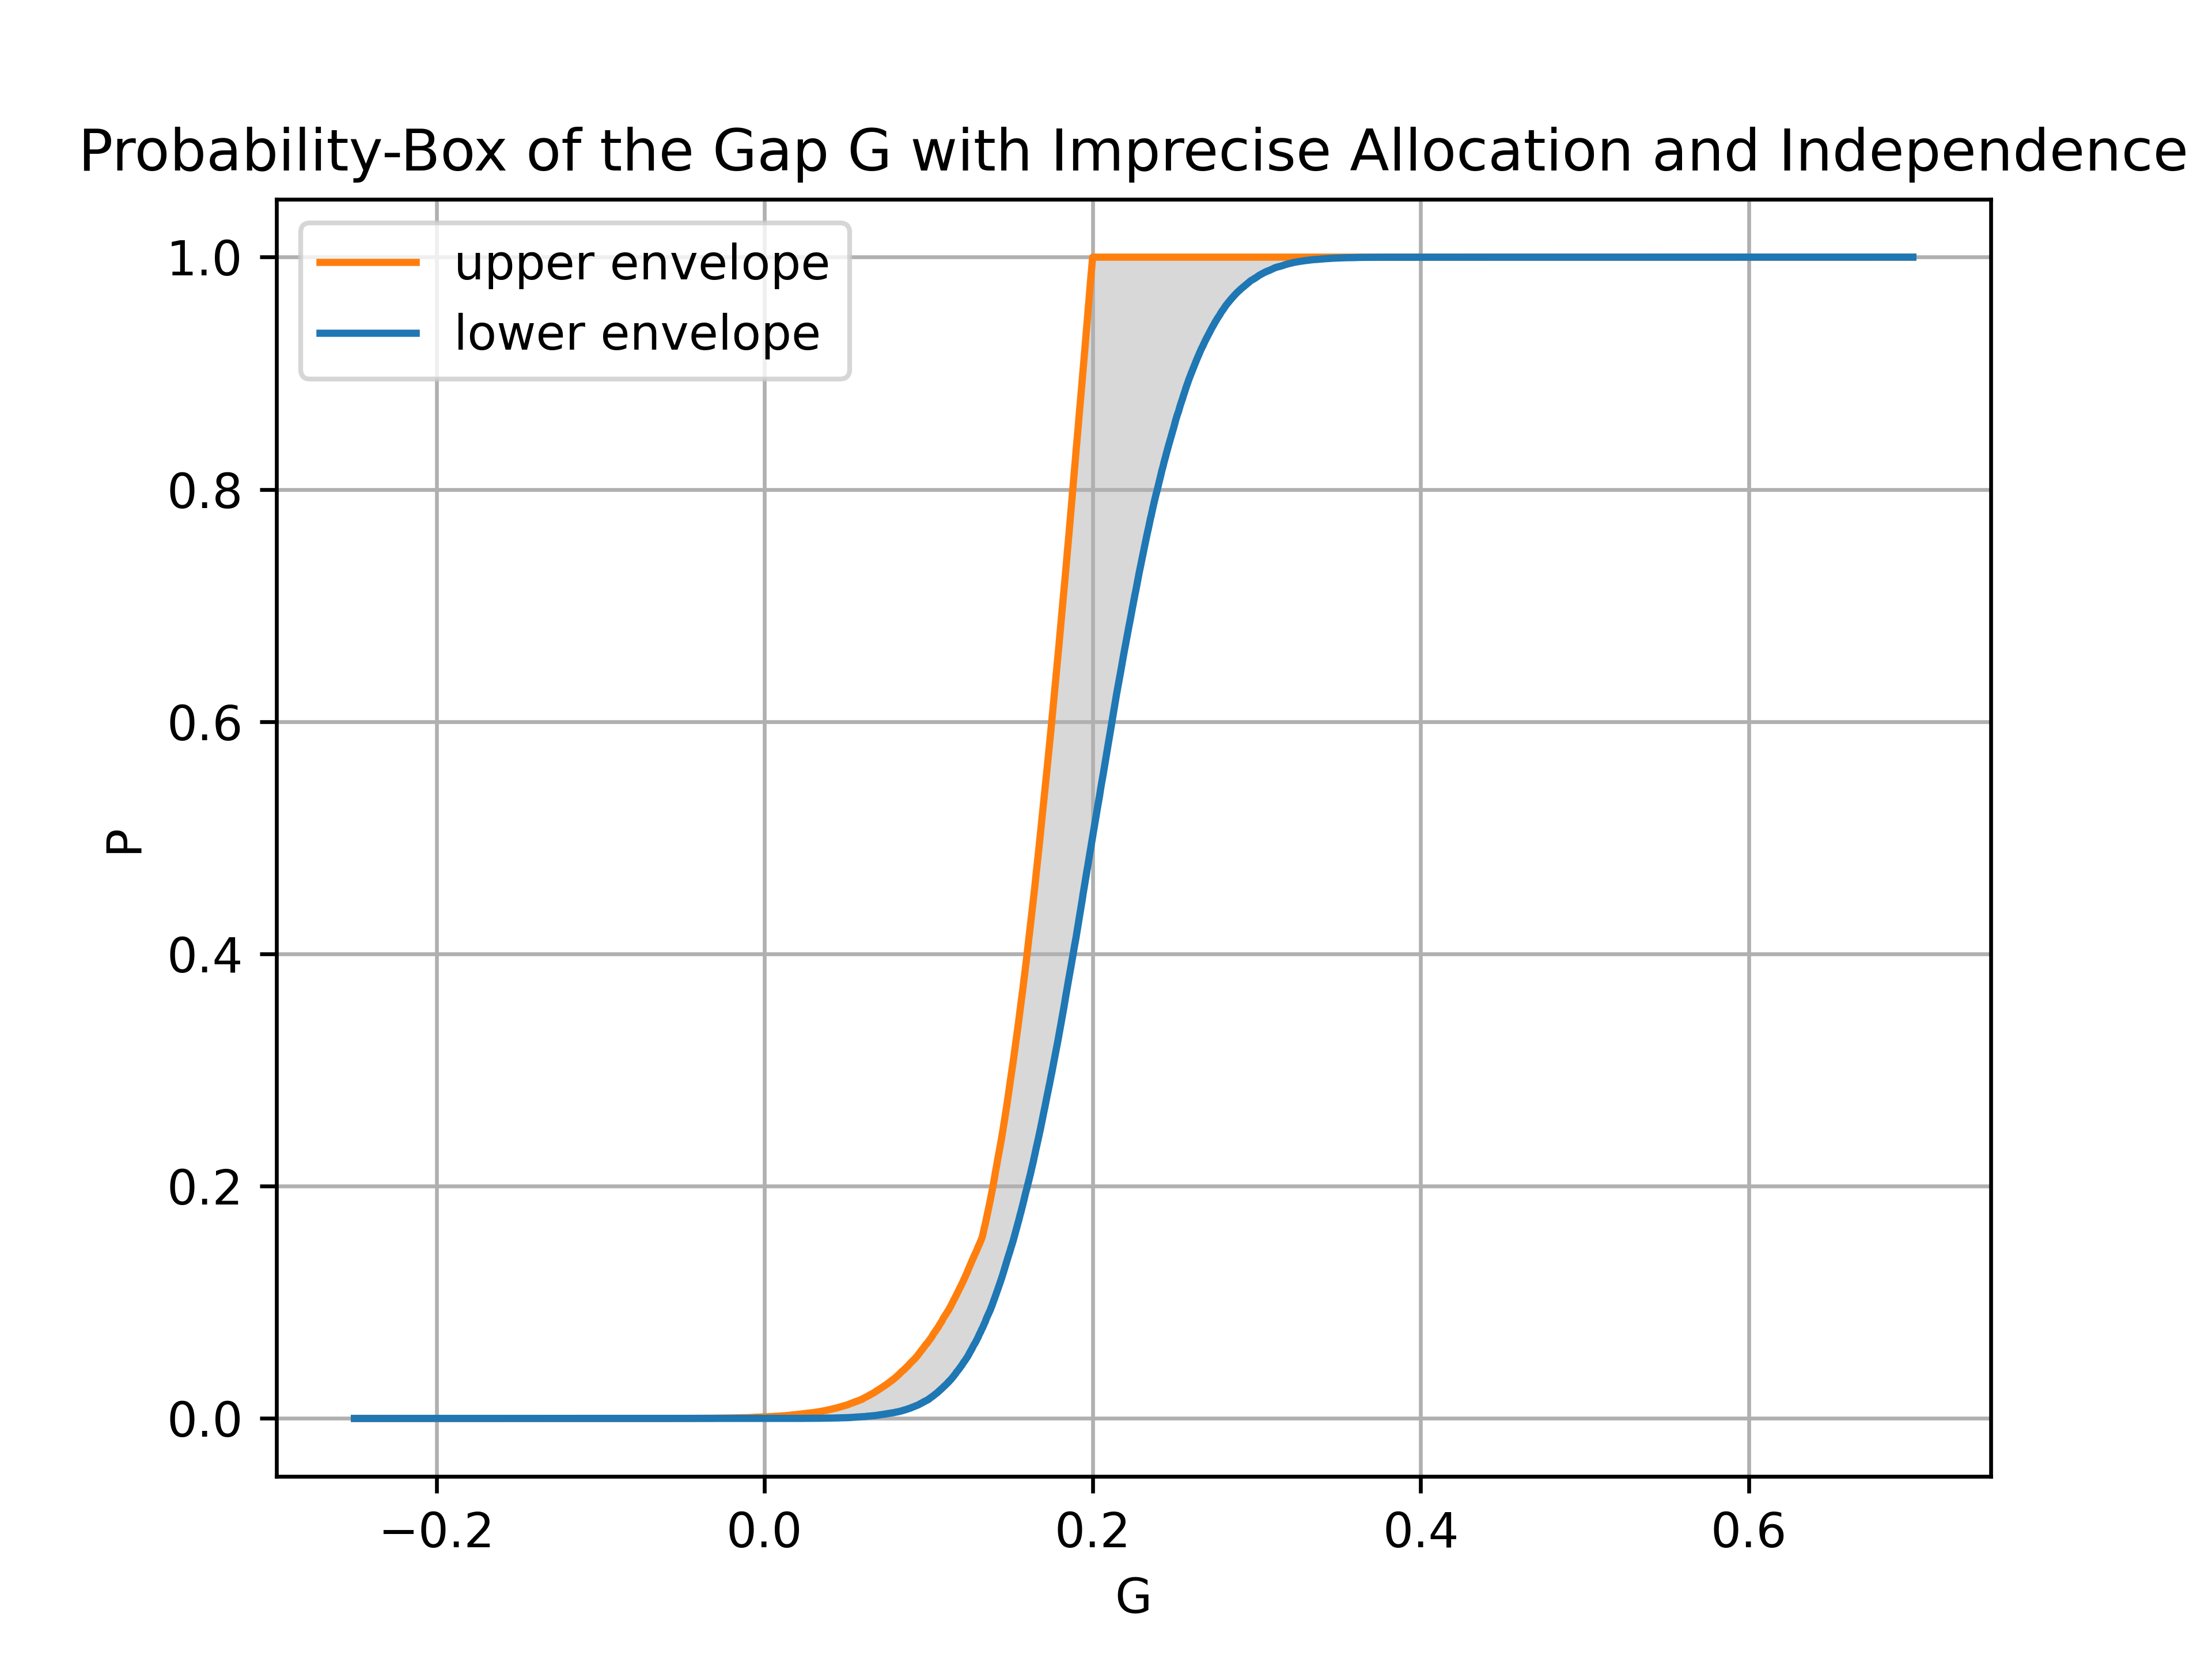 Probability-Box of the Gap G with Imprecise Allocation and Independence
upper envelope
lower envelope
1.0
0.8
0.6
0.4
0.2
0.0
P
−0.2
0.0
0.2
0.4
0.6
G